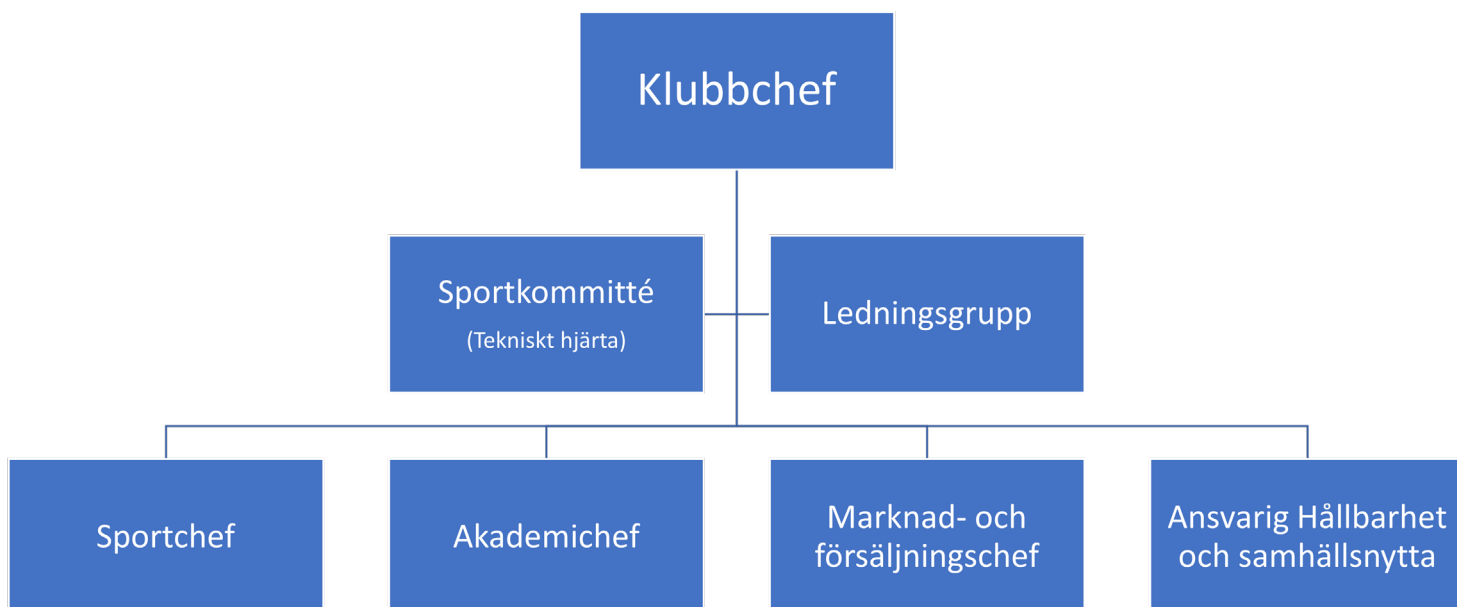 Klubbchef
Sportkommitté
(Tekniskt hjärta)
Ledningsgrupp
Sportchef
Akademichef
Marknad- och
försäljningschef
Ansvarig Hållbarhet
och samhällsnytta